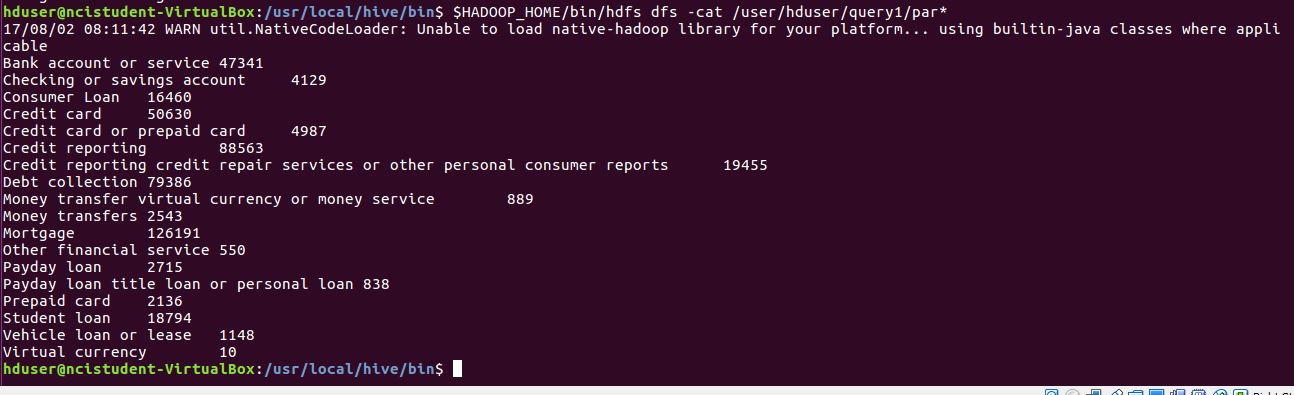 hduser@ncistudent-VirtualBox:/usr/local/hive/bin$ $HADOOP_HOME/bin/hdfs dfs -cat /user/hduser/query1/par*
17/08/02 08:11:42 WARN util.NativeCodeLoader: Unable to load native-hadoop library for your platform... using builtin-java classes where appli
cable
Bank account or service 47341
Checking or savings account 4129
Consumer Loan 16460
Credit card 50630
Credit card or prepaid card 4987
Credit reporting 88563
Credit reporting credit repair services or other personal consumer reports 19455
Debt collection 79386
Money transfer virtual currency or money service 889
Money transfers 2543
Mortgage 126191
Other financial service 550
Payday loan 2715
Payday loan title loan or personal loan 838
Prepaid card 2136
Student loan 18794
Vehicle loan or lease 1148
Virtual currency 10
hduser@ncistudent-VirtualBox:/usr/local/hive/bin$